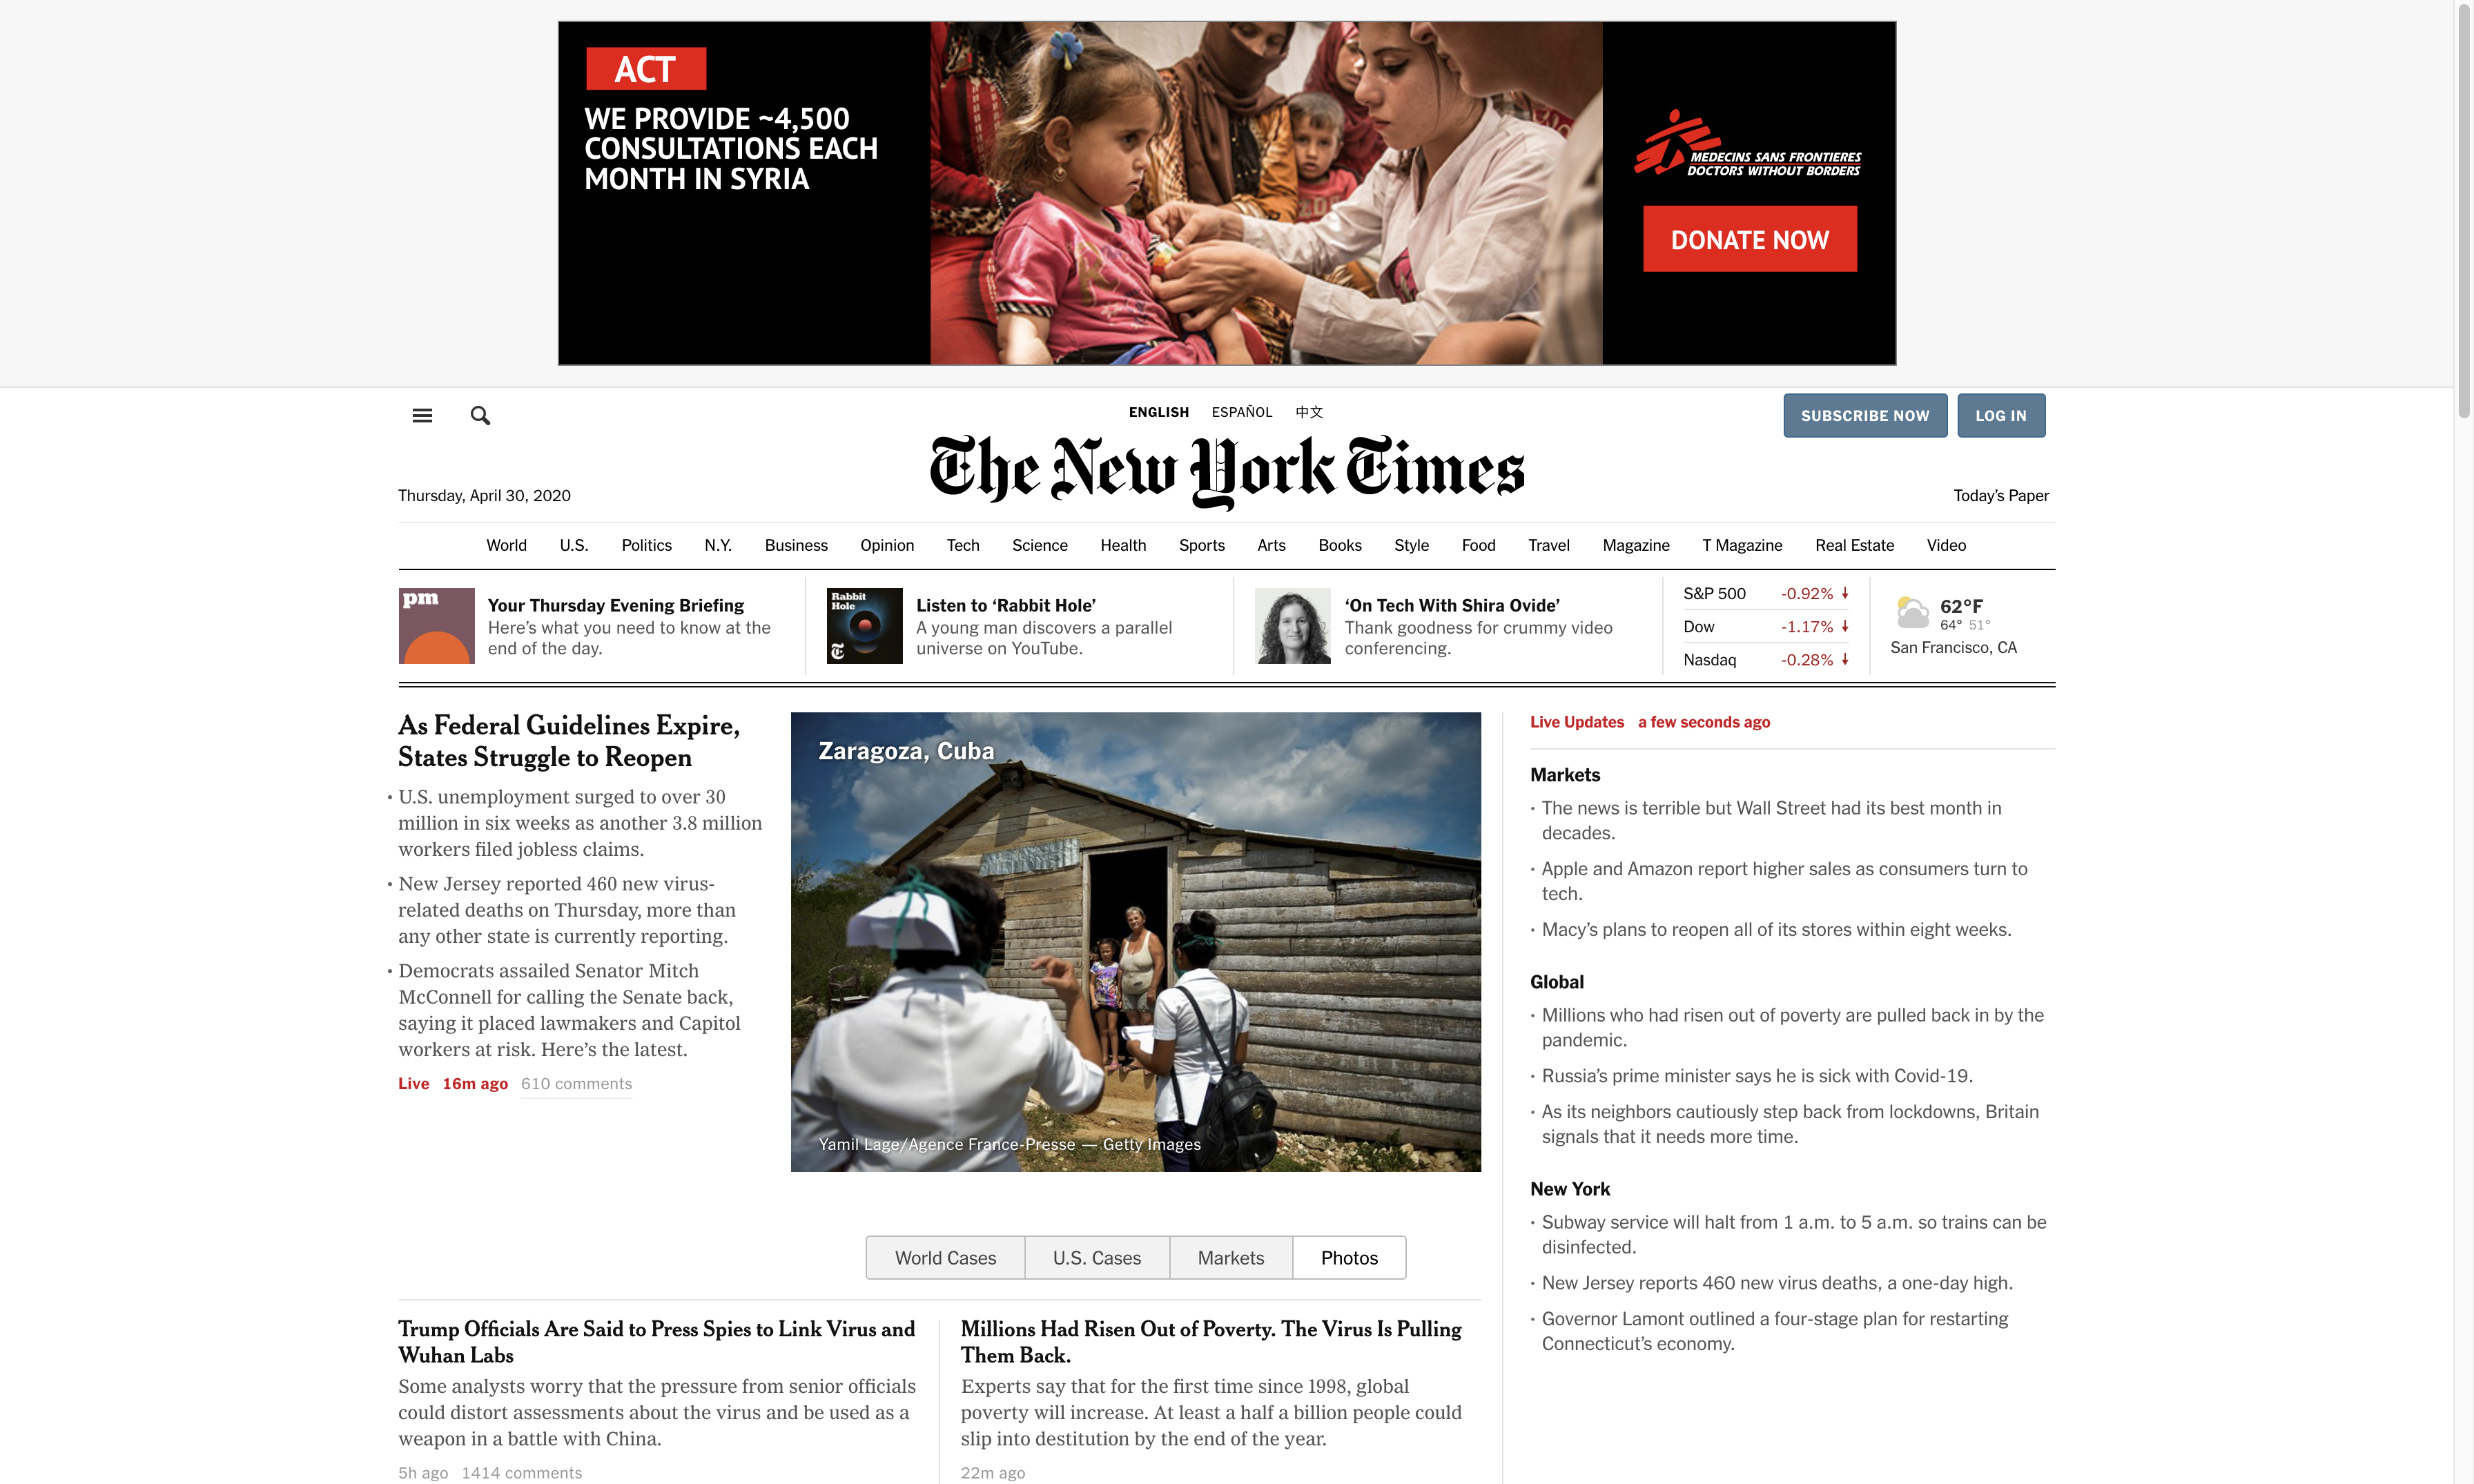 ACT
WE PROVIDE ~4,500
CONSULTATIONS EACH
MONTH IN SYRIA
MEDECINS SANS FRONTIERES
DOCTORS WITHOUT BORDERS
DONATE NOW
ENGLISH ESPAÑOL 中文
SUBSCRIBE NOW LOG IN
The New York Times
Thursday, April 30, 2020
Today's Paper
World U.S. Politics N.Y. Business Opinion Tech Science Health Sports Arts Books Style Food Travel Magazine T Magazine Real Estate Video
pm
Your Thursday Evening Briefing
Here's what you need to know at the
end of the day.
Rabbit
Hole
Listen to ‘Rabbit Hole’
A young man discovers a parallel
universe on YouTube.
‘On Tech With Shira Ovide’
Thank goodness for crummy video
conferencing.
S&P 500 -0.92% ↓
Dow -1.17% ↓
Nasdaq -0.28% ↓
62°F
64° 51°
San Francisco, CA
As Federal Guidelines Expire,
States Struggle to Reopen
• U.S. unemployment surged to over 30
million in six weeks as another 3.8 million
workers filed jobless claims.
• New Jersey reported 460 new virus-
related deaths on Thursday, more than
any other state is currently reporting.
• Democrats assailed Senator Mitch
McConnell for calling the Senate back,
saying it placed lawmakers and Capitol
workers at risk. Here’s the latest.
Live 16m ago 610 comments
Zaragoza, Cuba
Yamil Lage/Agence France-Presse — Getty Images
World Cases U.S. Cases Markets Photos
Trump Officials Are Said to Press Spies to Link Virus and
Wuhan Labs
Some analysts worry that the pressure from senior officials
could distort assessments about the virus and be used as a
weapon in a battle with China.
5h ago 1414 comments
Millions Had Risen Out of Poverty. The Virus Is Pulling
Them Back.
Experts say that for the first time since 1998, global
poverty will increase. At least a half a billion people could
slip into destitution by the end of the year.
22m ago
Live Updates a few seconds ago
Markets
• The news is terrible but Wall Street had its best month in
decades.
• Apple and Amazon report higher sales as consumers turn to
tech.
• Macy’s plans to reopen all of its stores within eight weeks.
Global
• Millions who had risen out of poverty are pulled back in by the
pandemic.
• Russia’s prime minister says he is sick with Covid-19.
• As its neighbors cautiously step back from lockdowns, Britain
signals that it needs more time.
New York
• Subway service will halt from 1 a.m. to 5 a.m. so trains can be
disinfected.
• New Jersey reports 460 new virus deaths, a one-day high.
• Governor Lamont outlined a four-stage plan for restarting
Connecticut’s economy.